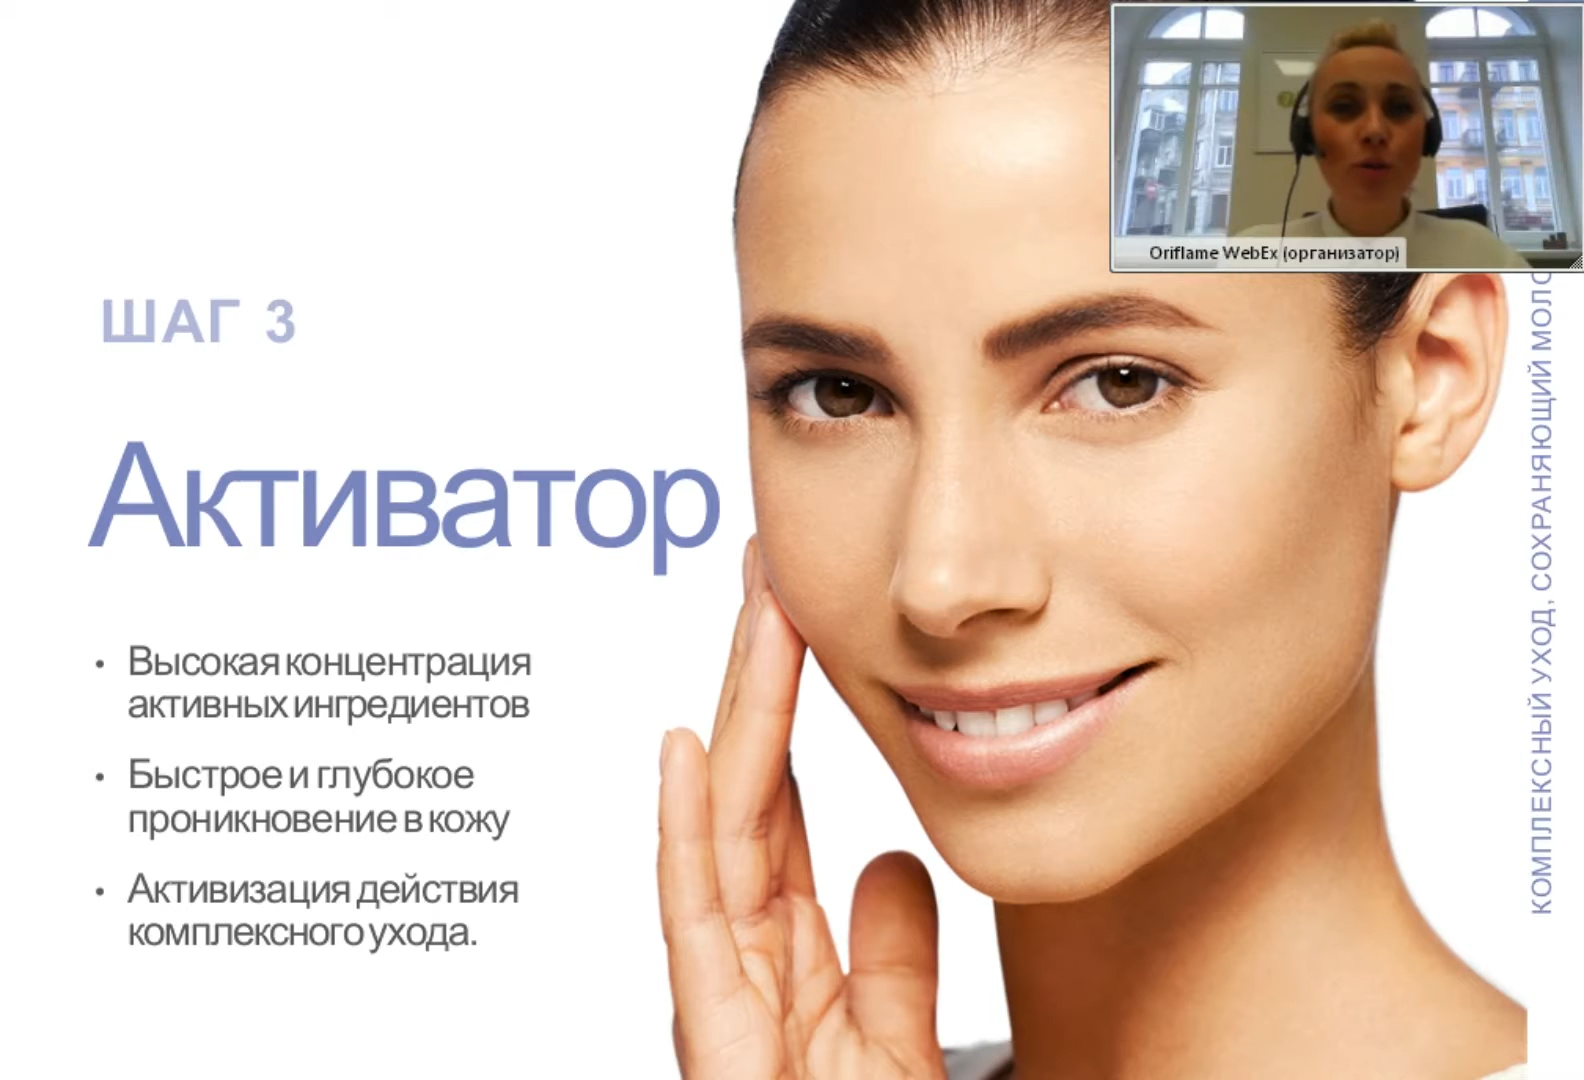 Oriflame WebEx (организатор)
ШАГ 3
Активатор
• Высокая концентрация
активных ингредиентов
• Быстрое и глубокое
проникновение в кожу
• Активизация действия
комплексного ухода.
КОМПЛЕКСНЫЙ УХОД, СОХРАНЯЮЩИЙ